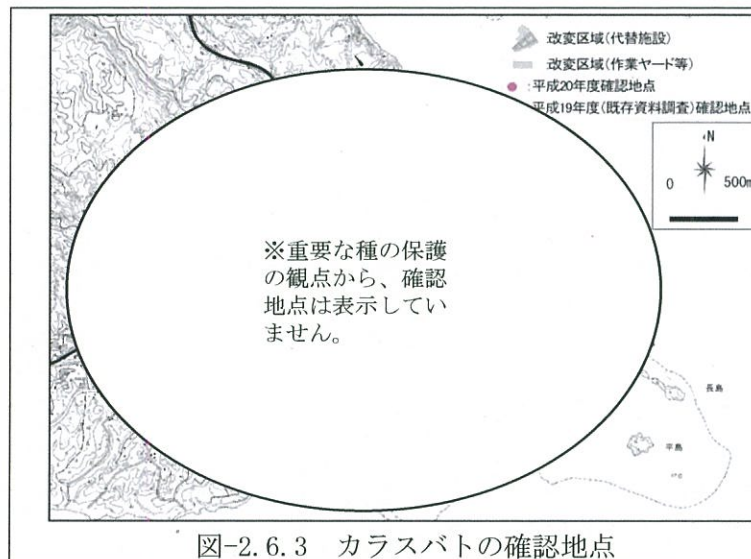 :改変区域(代替施設)
:改変区域(作業ヤード等)
:平成20年度確認地点
平成19年度(既存資料調査)確認地点
N
0 500m
※重要な種の保護
の観点から、確認
地点は表示してい
ません。
長島
平島
図-2.6.3 カラスバトの確認地点